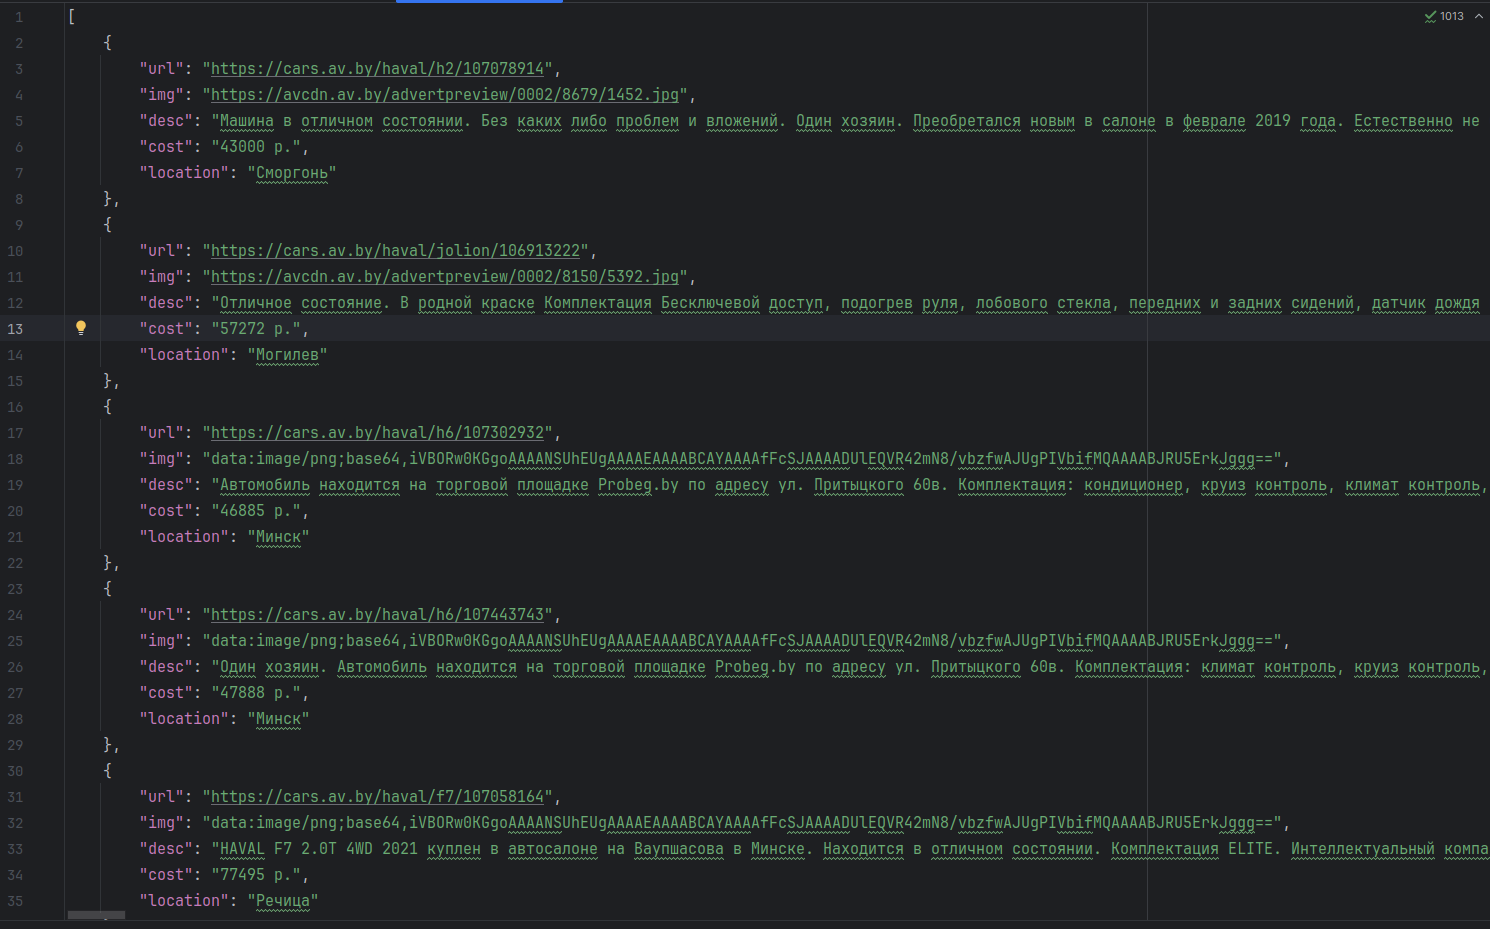 1013
1 [
2 {
3 "url": "https://cars.av.by/haval/h2/107078914",
4 "img": "https://avcdn.av.by/advertpreview/0002/8679/1452.jpg",
5 "desc": "Машина в отличном состоянии. Без каких либо проблем и вложений. Один хозяин. Преобретался новым в салоне в феврале 2019 года. Естественно не
6 "cost": "43000 р.",
7 "location": "Сморгонь"
8 },
9 {
10 "url": "https://cars.av.by/haval/jolion/106913222",
11 "img": "https://avcdn.av.by/advertpreview/0002/8150/5392.jpg",
12 "desc": "Отличное состояние. В родной краске Комплектация Бесключевой доступ, подогрев руля, лобового стекла, передних и задних сидений, датчик дождя
13 "cost": "57272 р.",
14 "location": "Могилев"
15 },
16 {
17 "url": "https://cars.av.by/haval/h6/107302932",
18 "img": "data:image/png;base64,iVBORw0KGgoAAAANSUhEUgAAAAEAAAABCAYAAAAfFcSJAAAADUlEQVR42mN8/vbzfwAJUgPIVbifMQAAAABJRU5ErkJggg==",
19 "desc": "Автомобиль находится на торговой площадке Probeg.by по адресу ул. Притыцкого 60в. Комплектация: кондиционер, круиз контроль, климат контроль,
20 "cost": "46885 р.",
21 "location": "Минск"
22 },
23 {
24 "url": "https://cars.av.by/haval/h6/107443743",
25 "img": "data:image/png;base64,iVBORw0KGgoAAAANSUhEUgAAAAEAAAABCAYAAAAfFcSJAAAADUlEQVR42mN8/vbzfwAJUgPIVbifMQAAAABJRU5ErkJggg==",
26 "desc": "Один хозяин. Автомобиль находится на торговой площадке Probeg.by по адресу ул. Притыцкого 60в. Комплектация: климат контроль, круиз контроль,
27 "cost": "47888 р.",
28 "location": "Минск"
29 },
30 {
31 "url": "https://cars.av.by/haval/f7/107058164",
32 "img": "data:image/png;base64,iVBORw0KGgoAAAANSUhEUgAAAAEAAAABCAYAAAAfFcSJAAAADUlEQVR42mN8/vbzfwAJUgPIVbifMQAAAABJRU5ErkJggg==",
33 "desc": "HAVAL F7 2.0T 4WD 2021 куплен в автосалоне на Ваупшасова в Минске. Находится в отличном состоянии. Комплектация ELITE. Интеллектуальный компа
34 "cost": "77495 р.",
35 "location": "Речица"